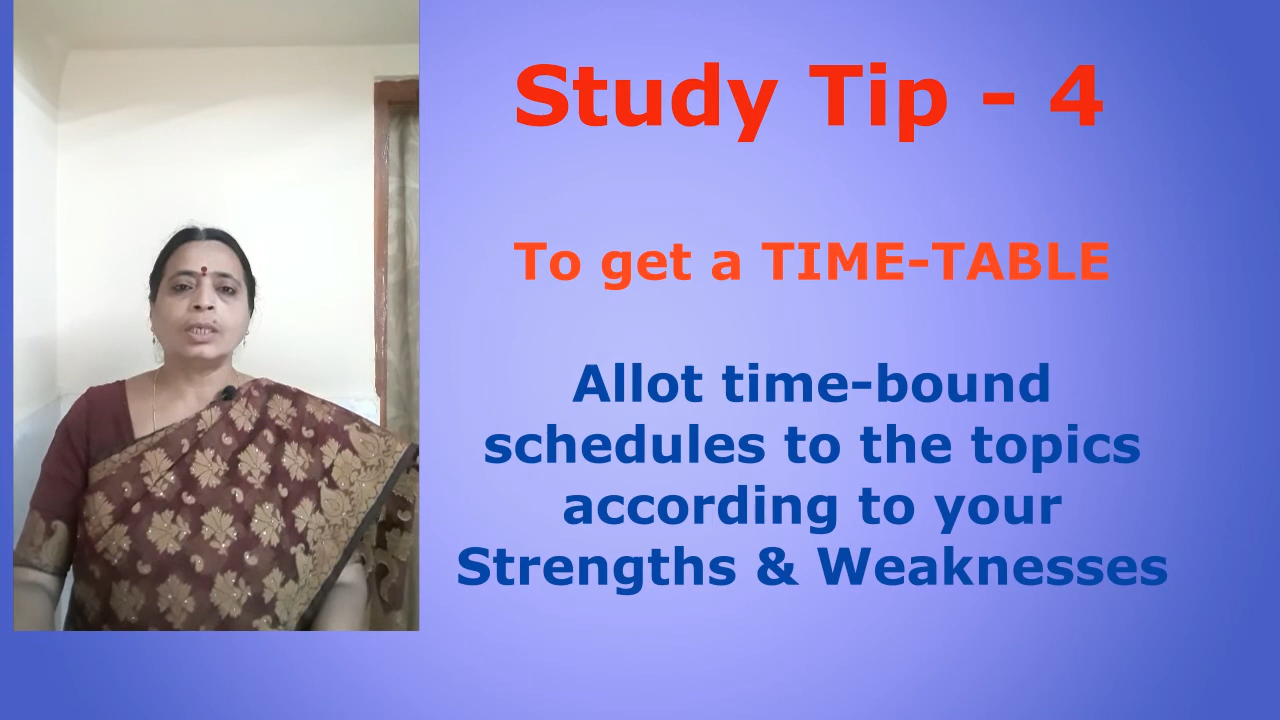 Study Tip - 4
To get a TIME-TABLE
Allot time-bound
schedules to the topics
according to your
Strengths & Weaknesses